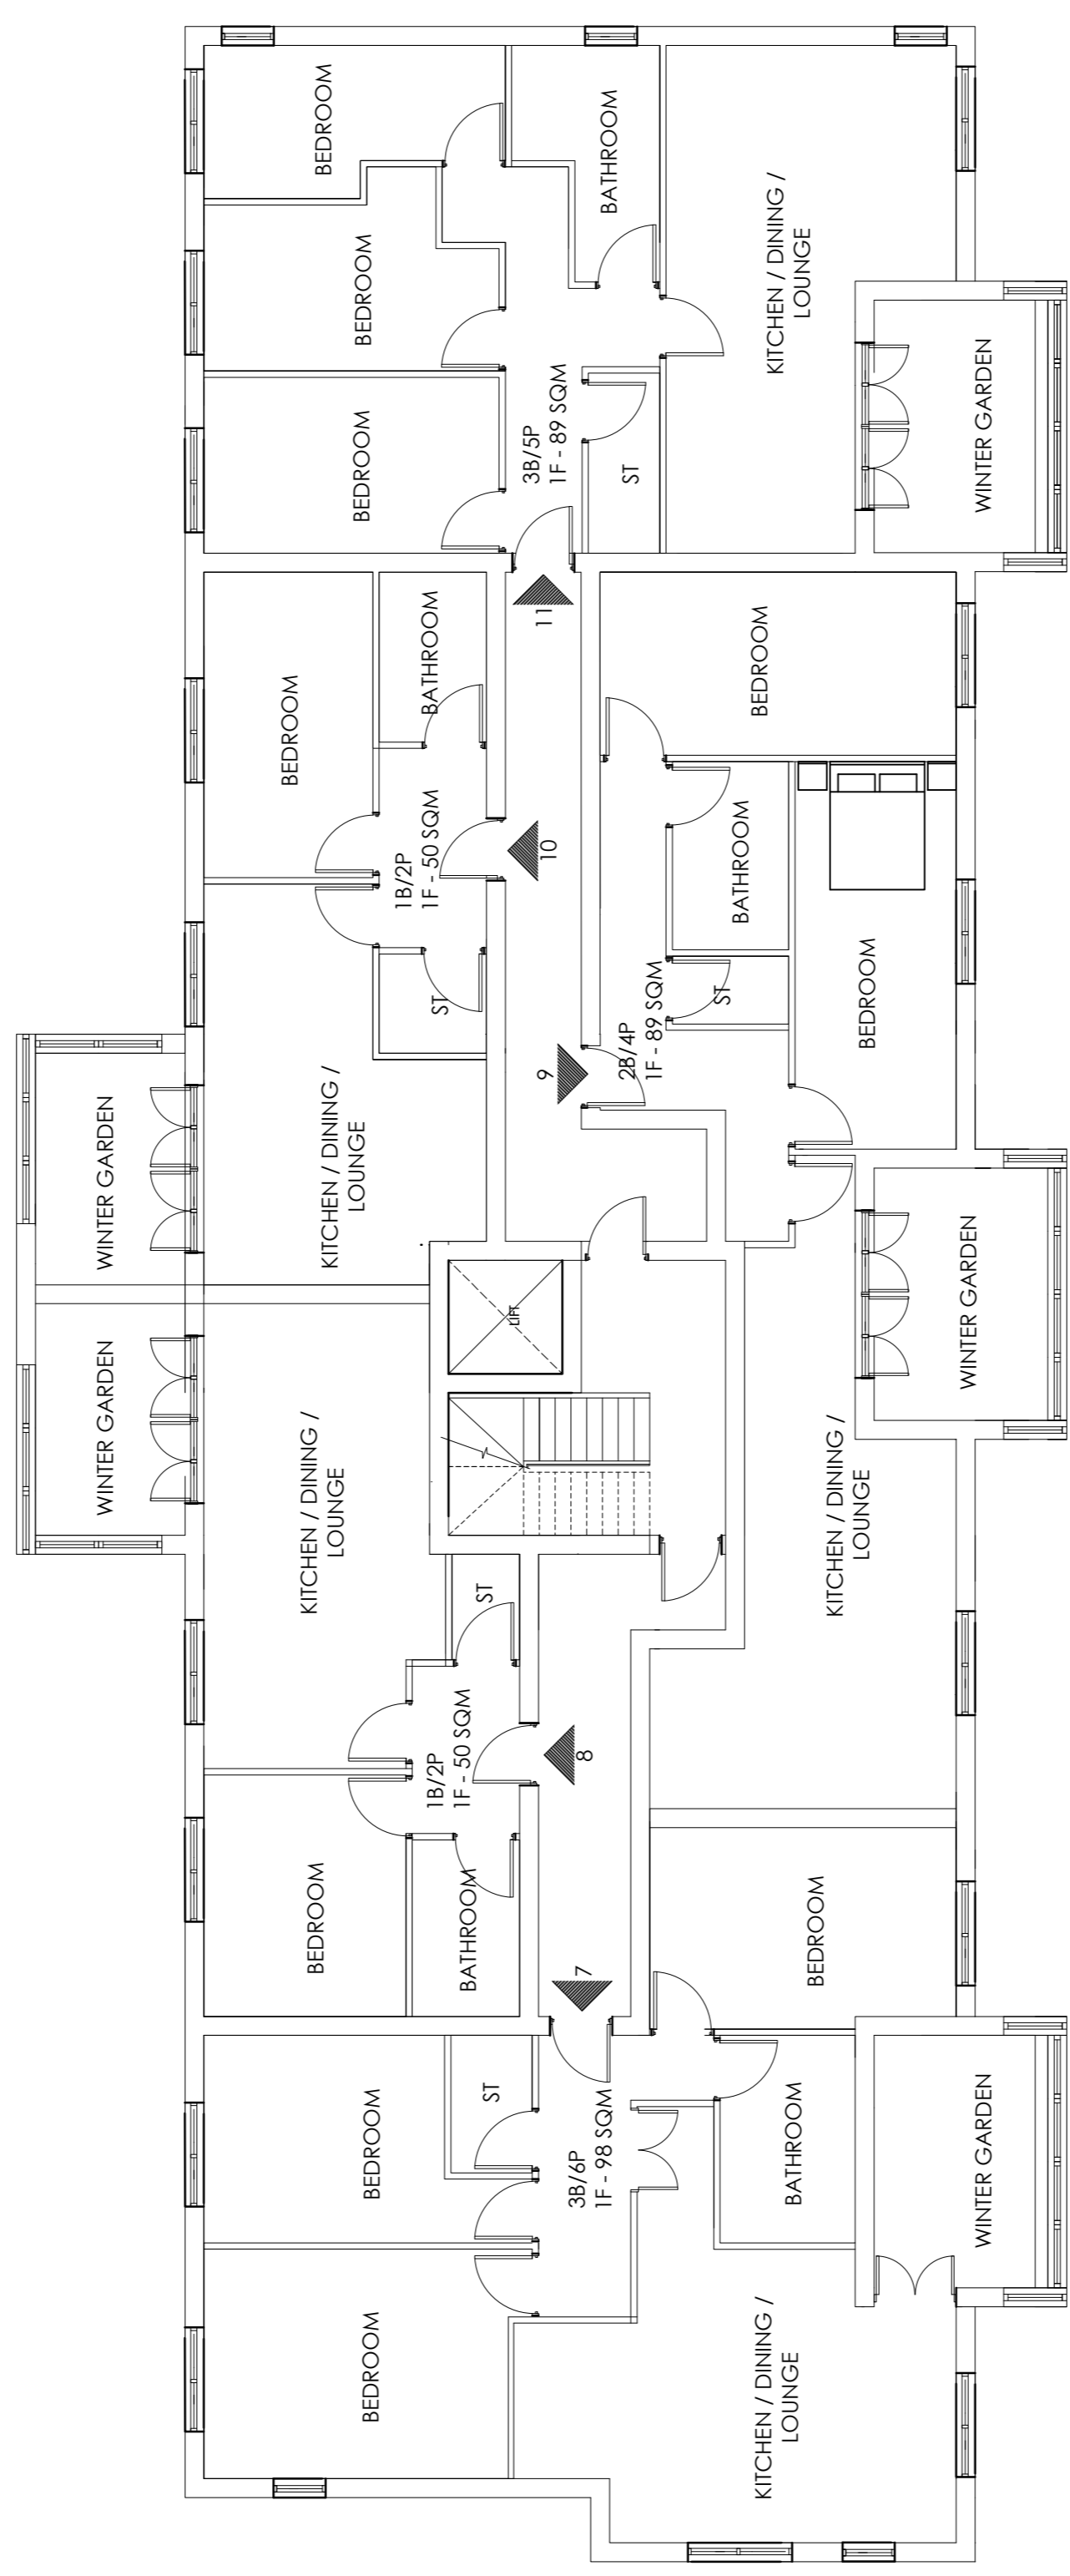 WINTER GARDEN
WINTER GARDEN
BEDROOM
BEDROOM
BEDROOM
KITCHEN / DINING /
LOUNGE
KITCHEN / DINING /
LOUNGE
BEDROOM
BEDROOM
BEDROOM
BEDROOM
ST
BATHROOM
1B/2P
1F - 50 SQM
ST
ST
1B/2P
1F - 50 SQM
BATHROOM
3B/6P
1F - 98 SQM
7
8
LIFT
9
10
11
3B/5P
1F - 89 SQM
ST
BATHROOM
2B/4P
1F - 89 SQM
ST
BATHROOM
BEDROOM
KITCHEN / DINING /
LOUNGE
BATHROOM
BEDROOM
KITCHEN / DINING /
LOUNGE
BEDROOM
KITCHEN / DINING /
LOUNGE
WINTER GARDEN
WINTER GARDEN
WINTER GARDEN